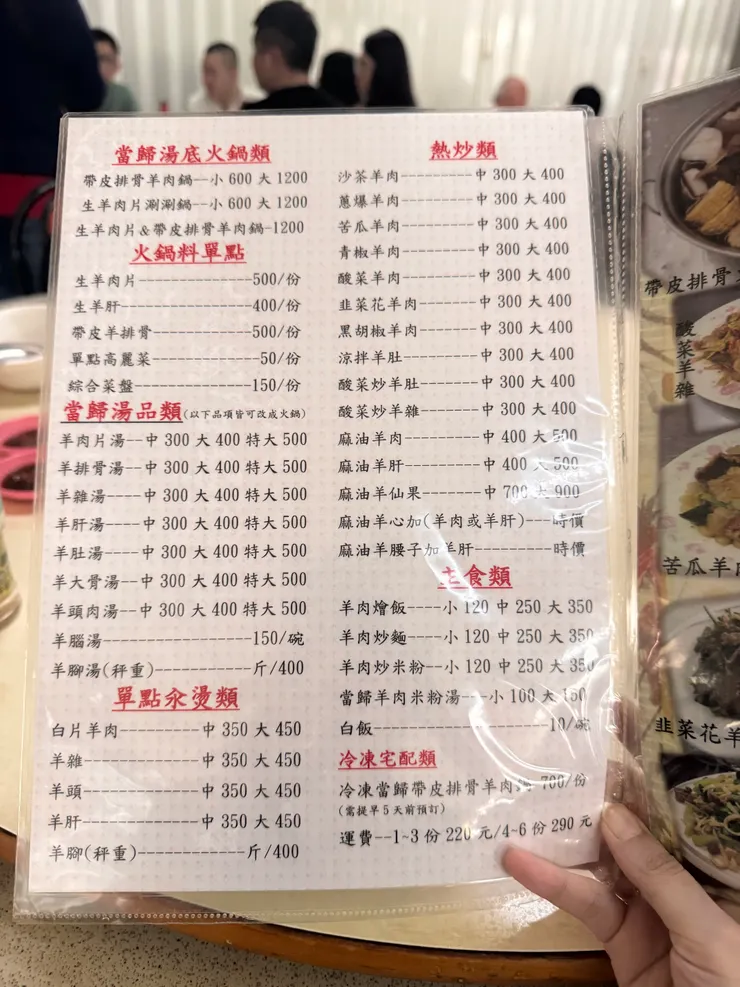 當歸湯底火鍋類
帶皮排骨羊肉鍋--小 600 大 1200
生羊肉片涮涮鍋--小 600 大 1200
生羊肉片&帶皮排骨羊肉鍋-1200
火鍋料單點
生羊肉片--------------500/份
生羊肝----------------400/份
帶皮羊排骨------------500/份
單點高麗菜-------------50/份
綜合菜盤--------------150/份
當歸湯品類(以下品項皆可改成火鍋)
羊肉片湯--中 300 大 400 特大 500
羊排骨湯--中 300 大 400 特大 500
羊雜湯----中 300 大 400 特大 500
羊肝湯----中 300 大 400 特大 500
羊肚湯----中 300 大 400 特大 500
羊大骨湯--中 300 大 400 特大 500
羊頭肉湯--中 300 大 400 特大 500
羊腦湯------------------150/碗
羊腳湯(秤重)------------斤/400
單點汆燙類
白片羊肉----------中 350 大 450
羊雜--------------中 350 大 450
羊頭--------------中 350 大 450
羊肝--------------中 350 大 450
羊腳(秤重)-------------斤/400
熱炒類
沙茶羊肉---------中 300 大 400
蔥爆羊肉---------中 300 大 400
苦瓜羊肉---------中 300 大 400
青椒羊肉---------中 300 大 400
酸菜羊肉---------中 300 大 400
韭菜花羊肉-------中 300 大 400
黑胡椒羊肉-------中 300 大 400
涼拌羊肚---------中 300 大 400
酸菜炒羊肚-------中 300 大 400
酸菜炒羊雜-------中 300 大 400
麻油羊肉---------中 400 大 500
麻油羊肝---------中 400 大 500
麻油羊仙果-------中 700 大 900
麻油羊心加(羊肉或羊肝)---時價
麻油羊腰子加羊肝---------時價
主食類
羊肉燴飯----小 120 中 250 大 350
羊肉炒麵----小 120 中 250 大 350
羊肉炒米粉--小 120 中 250 大 350
當歸羊肉米粉湯---小 100 大 150
白飯--------------------10/碗
冷凍宅配類
冷凍當歸帶皮排骨羊肉鍋 700/份
(需提早 5 天前預訂)
運費--1~3 份 220 元/4~6 份 290 元
帶皮排骨
酸菜羊雜
苦瓜羊肉
韭菜花羊